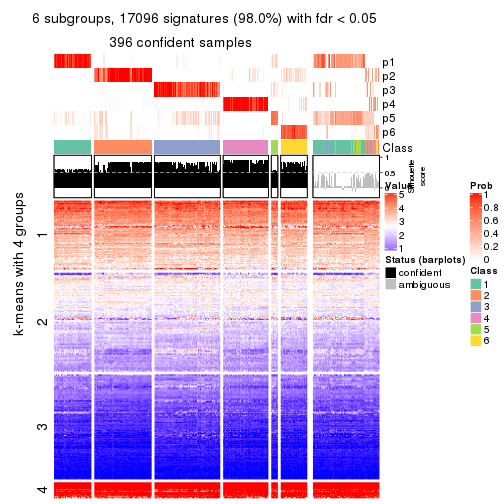 6 subgroups, 17096 signatures (98.0%) with fdr < 0.05
396 confident samples
p1
p2
p3
p4
p5
p6
Class
1
0.5
0
Silhouette
score
k-means with 4 groups
1
2
3
4
Value
5
4
3
2
1
Status (barplots)
confident
ambiguous
Prob
1
0.8
0.6
0.4
0.2
0
Class
1
2
3
4
5
6